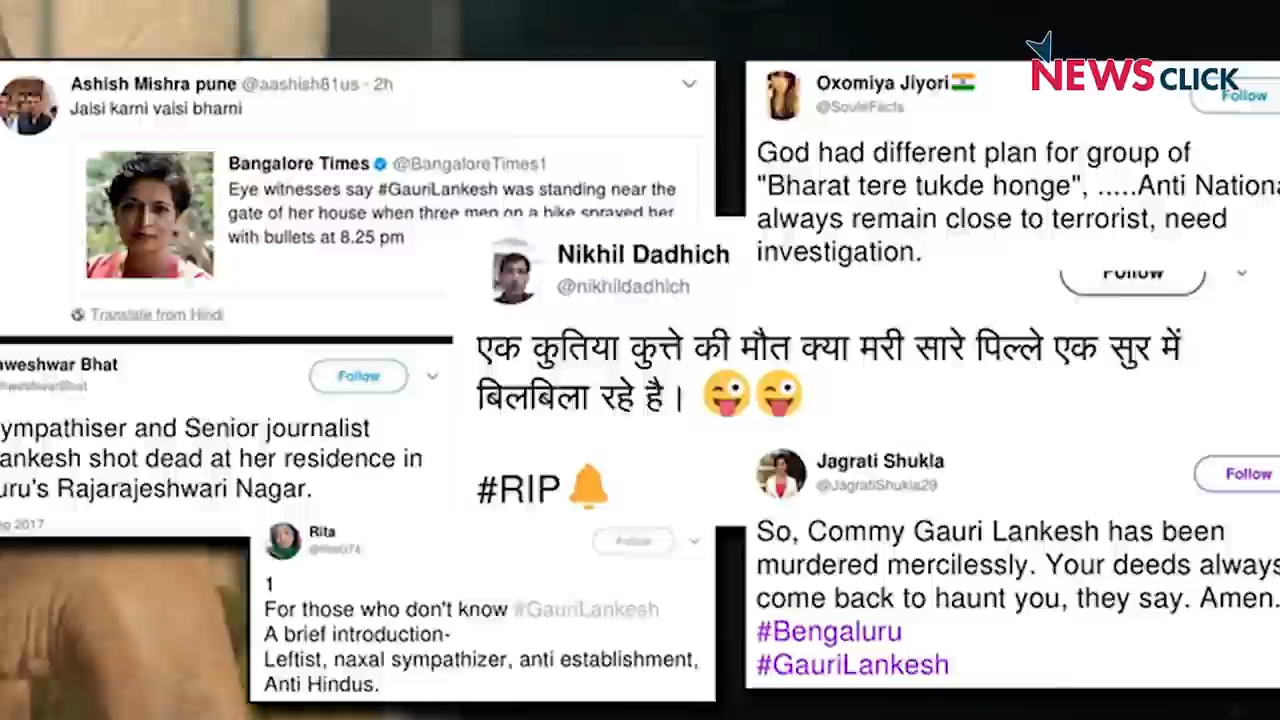 NEWSCLICK
Ashish Mishra pune @aashish81us · 2h
Jaisi karni vaisi bharni
Bangalore Times @BangaloreTimes1
Eye witnesses say #GauriLankesh was standing near the
gate of her house when three men on a bike sprayed her
with bullets at 8.25 pm
Translate from Hindi
Oxomiya Jiyori
@SouleFacts
Follow
God had different plan for group of
"Bharat tere tukde honge", .....Anti Nationa
always remain close to terrorist, need
investigation.
Follow
Nikhil Dadhich
@nikhildadhich
एक कुतिया कुत्ते की मौत क्या मरी सारे पिल्ले एक सुर में
बिलबिला रहे है।
#RIP
weshwar Bhat
Follow
ympathiser and Senior journalist
ankesh shot dead at her residence in
uru's Rajarajeshwari Nagar.
2017
Rita
Follow
1
For those who don't know #GauriLankesh
A brief introduction-
Leftist, naxal sympathizer, anti establishment,
Anti Hindus.
Jagrati Shukla
@JagratiShukla29
Follow
So, Commy Gauri Lankesh has been
murdered mercilessly. Your deeds always
come back to haunt you, they say. Amen.
#Bengaluru
#GauriLankesh